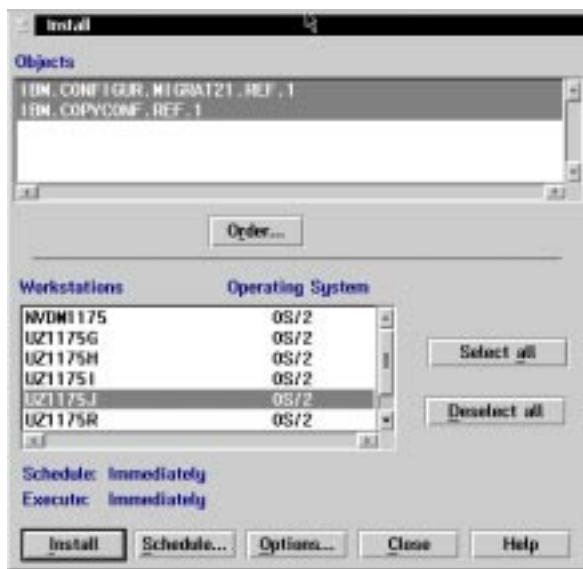 Install
Objects
IBM.CONFIGUR.MIGRAT21.REF.1
IBM.COPYCONF.REF.1
Order...
Workstations Operating System
NVDM1175 OS/2
UZ1175G OS/2
UZ1175H OS/2
UZ1175I OS/2
UZ1175J OS/2
UZ1175R OS/2
Select all
Deselect all
Schedule: Immediately
Execute: Immediately
Install Schedule... Options... Close Help